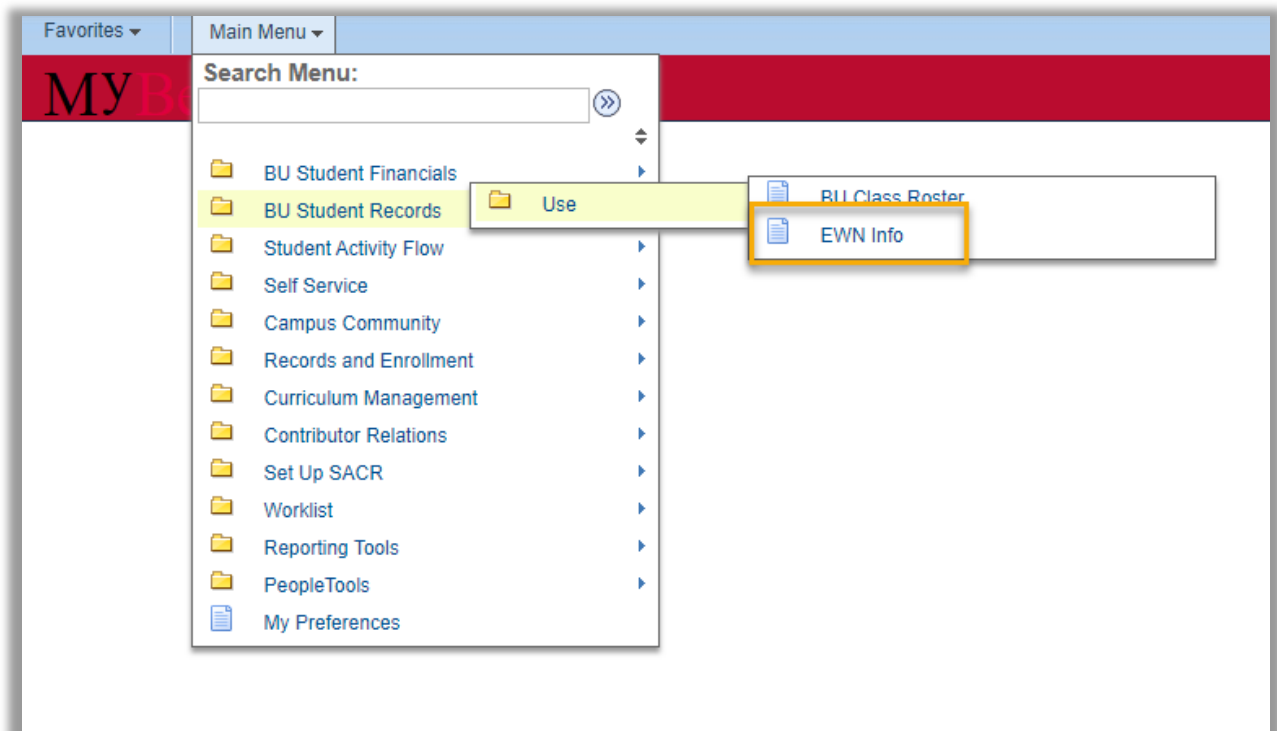 Favorites Main Menu
MyB
Search Menu:
BU Student Financials
BU Student Records
Use
BU Class Roster
EWN Info
Student Activity Flow
Self Service
Campus Community
Records and Enrollment
Curriculum Management
Contributor Relations
Set Up SACR
Worklist
Reporting Tools
PeopleTools
My Preferences